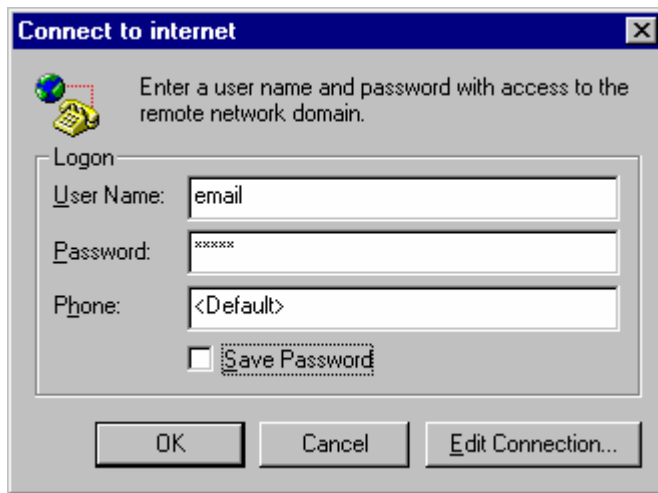 Connect to internet
Enter a user name and password with access to the
remote network domain.
Logon
User Name: email
Password: *****
Phone: <Default>
Save Password
OK Cancel Edit Connection...